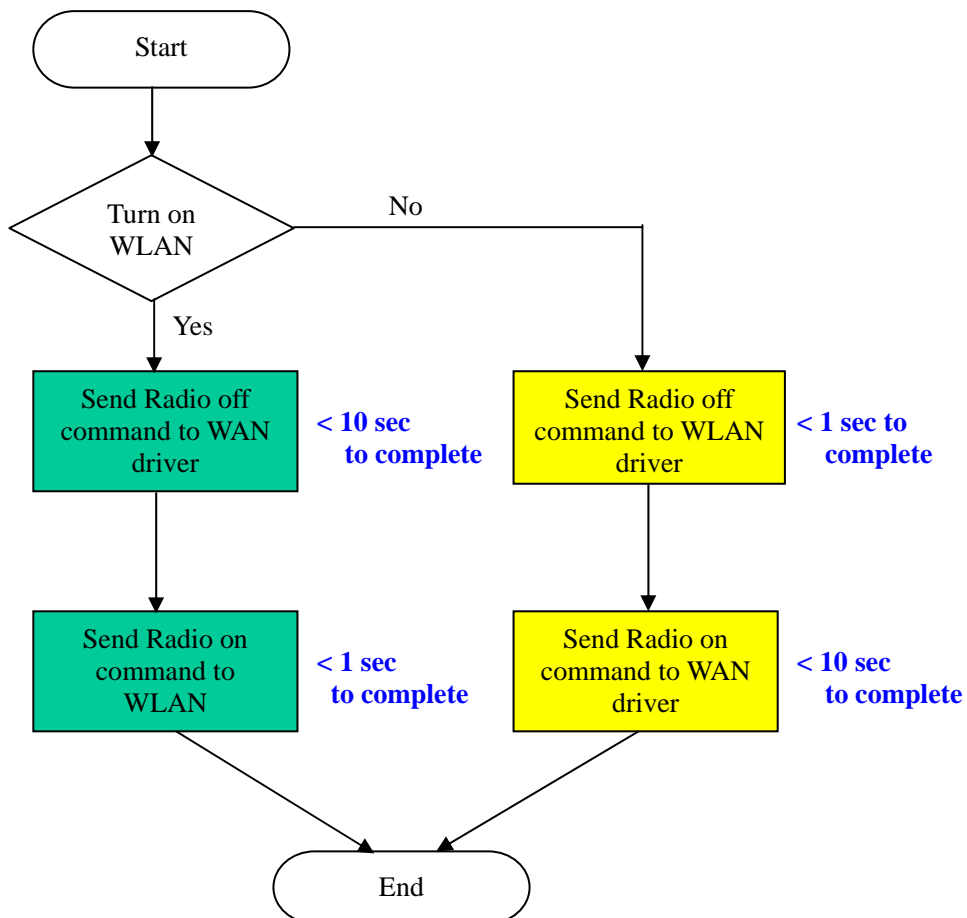 Start
Turn on
WLAN
No
Yes
Send Radio off
command to WAN
driver
< 10 sec
to complete
Send Radio off
command to WLAN
driver
< 1 sec to
complete
Send Radio on
command to
WLAN
< 1 sec
to complete
Send Radio on
command to WAN
driver
< 10 sec
to complete
End